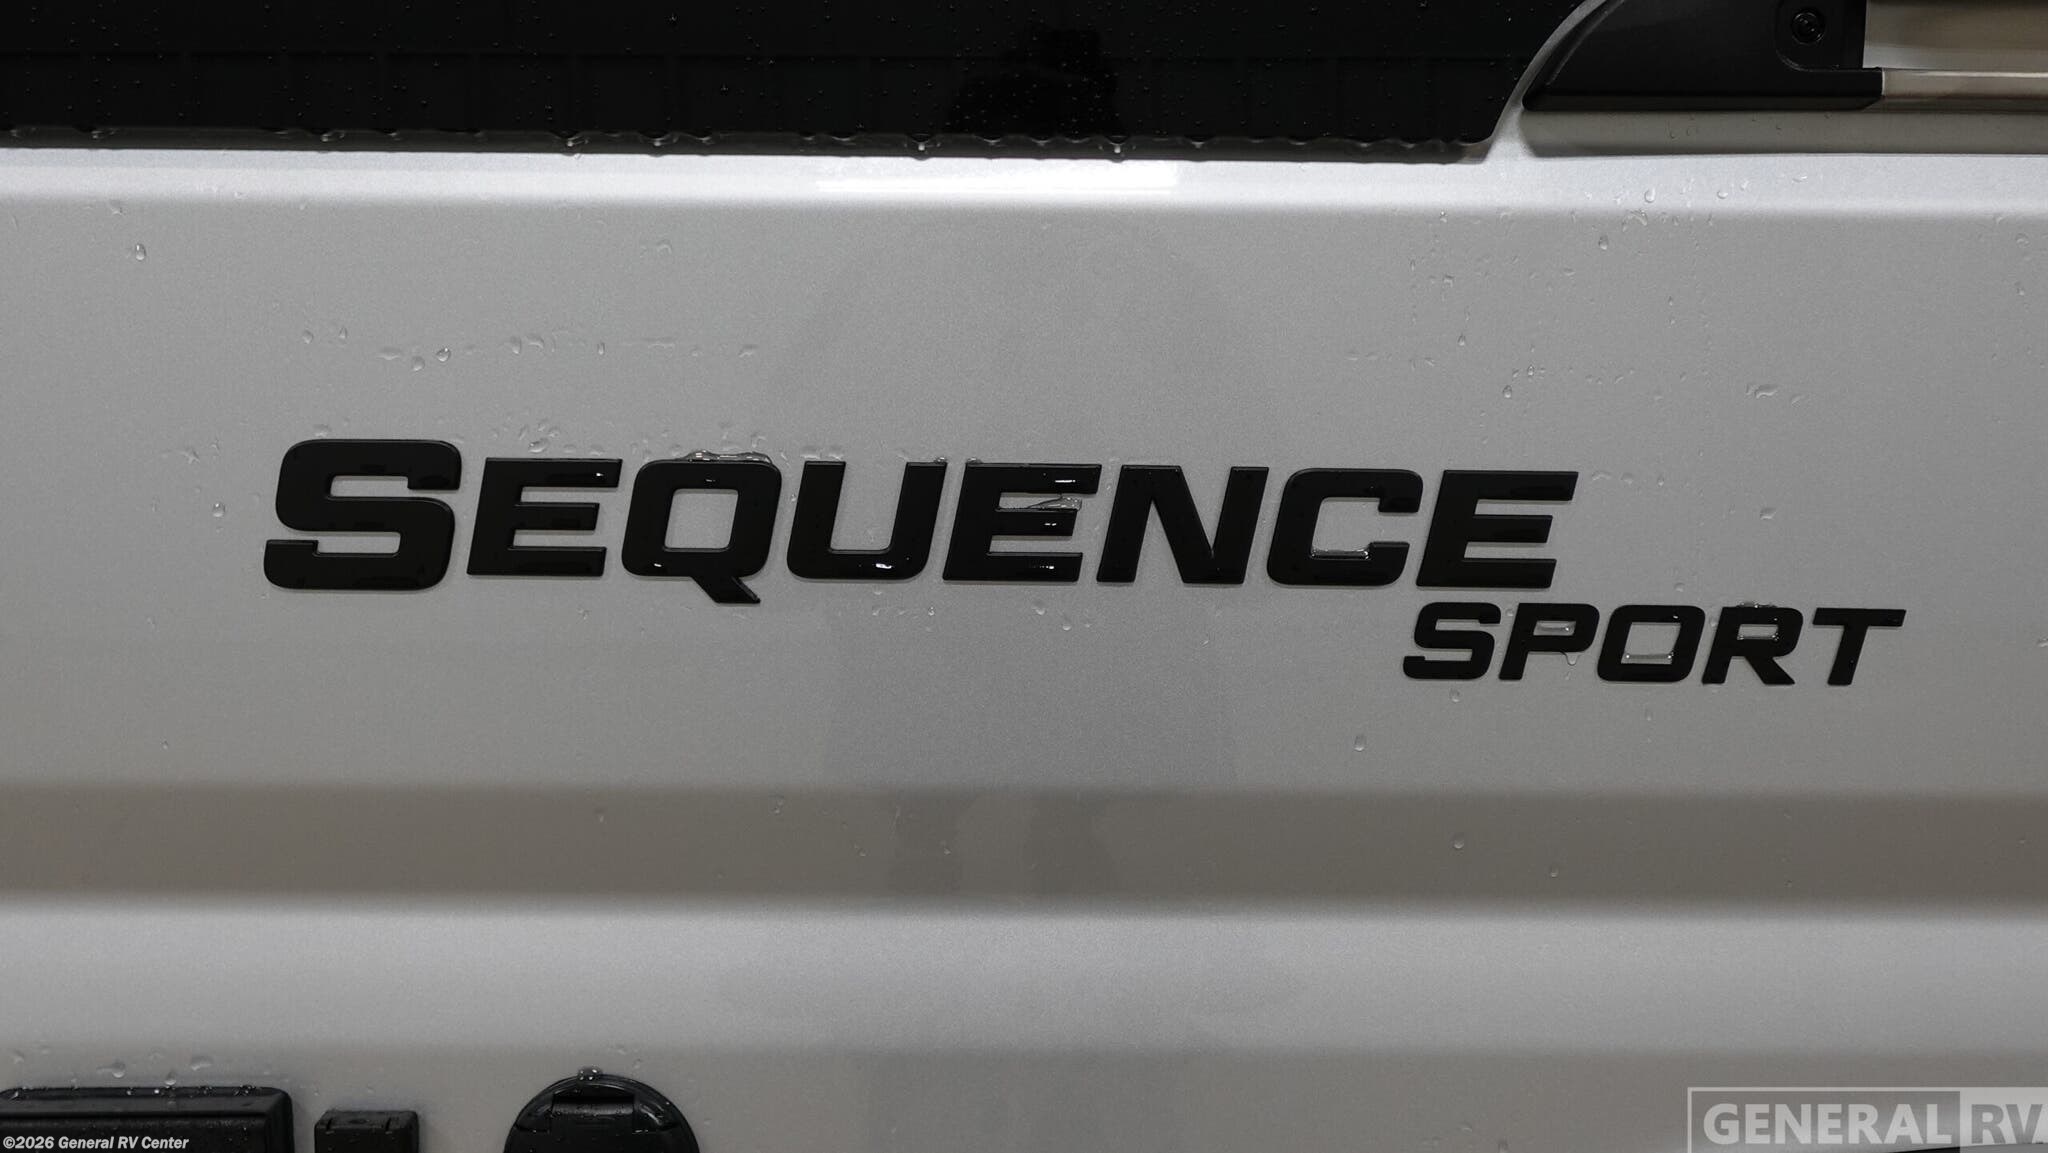 SEQUENCE
SPORT
©2026 General RV Center
GENERAL RV